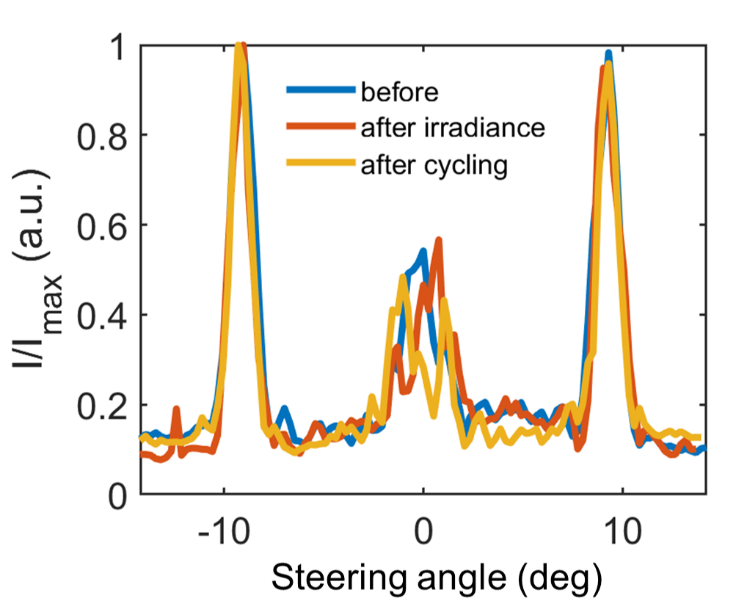 1
0.8
0.6
0.4
0.2
0
-10
0
10
I/Imax (a.u.)
before
after irradiance
after cycling
Steering angle (deg)